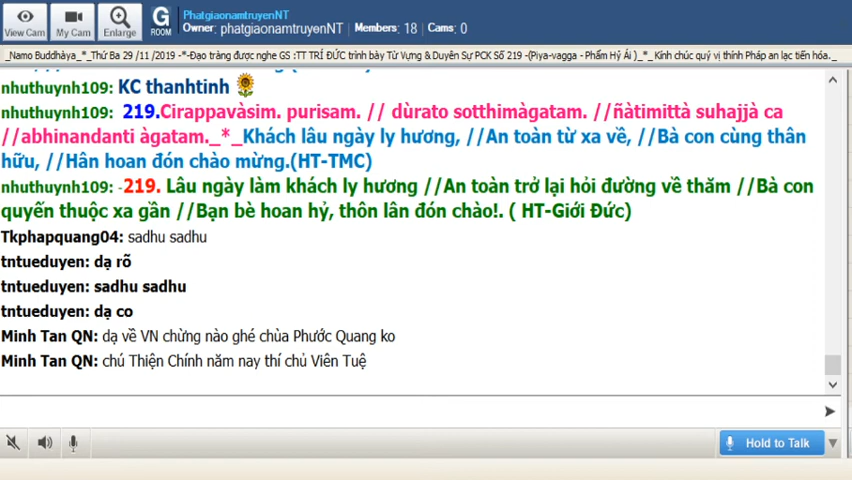 View Cam
My Cam
Enlarge
G
ROOM
PhatgiaonamtruyenNT
Owner: phatgiaonamtruyenNT Members: 18 Cams: 0
_Namo Buddhàya_*_Thứ Ba 29 /11 /2019 -*-Đạo tràng được nghe GS :TT TRÍ ĐỨC trình bày Từ Vựng & Duyên Sự PCK Số 219 -(Piya-vagga - Phẩm Hỷ Ái )_*_ Kính chúc quý vị thính Pháp an lạc tiến hóa._
nhuthuynh109: KC thanhtinh
nhuthuynh109: 219.Cirappavàsim. purisam. // dùrato sotthimàgatam. //ñàtimittà suhajjà ca
//abhinandanti àgatam._*_Khách lâu ngày ly hương, //An toàn từ xa về, //Bà con cùng thân
hữu, //Hân hoan đón chào mừng.(HT-TMC)
nhuthuynh109: -219. Lâu ngày làm khách ly hương //An toàn trở lại hỏi đường về thăm //Bà con
quyến thuộc xa gần //Bạn bè hoan hỷ, thôn lân đón chào!. ( HT-Giới Đức)
Tkphapquang04: sadhu sadhu
tntueduyen: dạ rõ
tntueduyen: sadhu sadhu
tntueduyen: dạ co
Minh Tan QN: dạ về VN chừng nào ghé chùa Phước Quang ko
Minh Tan QN: chú Thiện Chính năm nay thí chủ Viên Tuệ
Hold to Talk